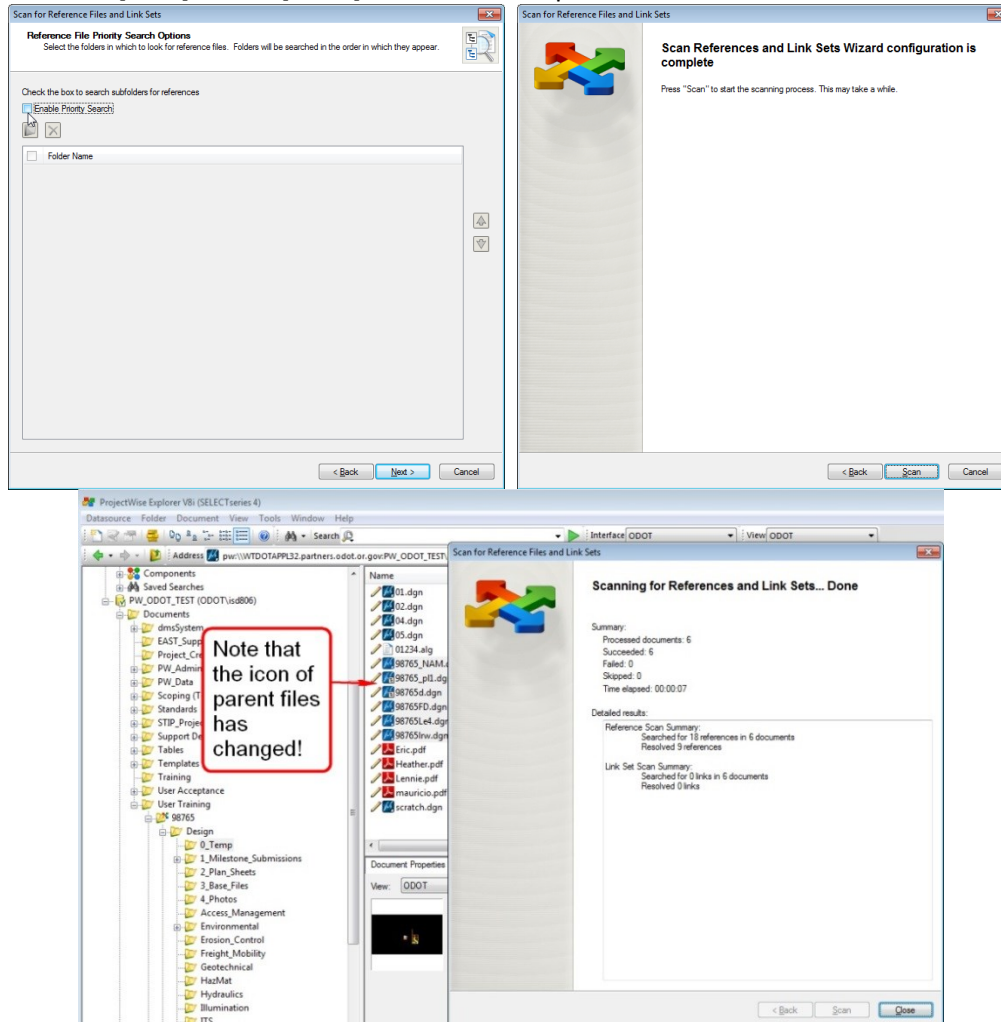 Scan for Reference Files and Link Sets
Reference File Priority Search Options
Select the folders in which to look for reference files. Folders will be searched in the order in which they appear.
Check the box to search subfolders for references
Enable Priority Search
Folder Name
< Back
Next >
Cancel
Scan for Reference Files and Link Sets
Scan References and Link Sets Wizard configuration is
complete
Press "Scan" to start the scanning process. This may take a while.
< Back
Scan
Cancel
ProjectWise Explorer V8i (SELECTseries 4)
Datasource Folder Document View Tools Window Help
Search
Interface ODOT
View ODOT
Address pw:\\WTDOTAPPL32.partners.odot.or.gov:PW_ODOT_TEST\
Components
Saved Searches
PW_ODOT_TEST (ODOT\isd806)
Documents
dmsSystem
EAST_Supp
Project_Cre
PW_Admin
PW_Data
Scoping (T
Standards
STIP_Proje
Support De
Tables
Templates
Training
User Acceptance
User Training
98765
Design
0_Temp
1_Milestone_Submissions
2_Plan_Sheets
3_Base_Files
4_Photos
Access_Management
Environmental
Erosion_Control
Freight_Mobility
Geotechnical
HazMat
Hydraulics
Illumination
ITS
Note that
the icon of
parent files
has
changed!
Name
01.dgn
02.dgn
04.dgn
05.dgn
01234.alg
98765_NAM.
98765_pl1.dg
98765d.dgn
98765FD.dgn
98765Le4.dgn
98765lrw.dgn
Eric.pdf
Heather.pdf
Lennie.pdf
mauricio.pdf
scratch.dgn
Document Properties
View: ODOT
Scan for Reference Files and Link Sets
Scanning for References and Link Sets... Done
Summary:
Processed documents: 6
Succeeded: 6
Failed: 0
Skipped: 0
Time elapsed: 00:00:07
Detailed results:
Reference Scan Summary:
Searched for 18 references in 6 documents
Resolved 9 references
Link Set Scan Summary:
Searched for 0 links in 6 documents
Resolved 0 links
< Back
Scan
Close